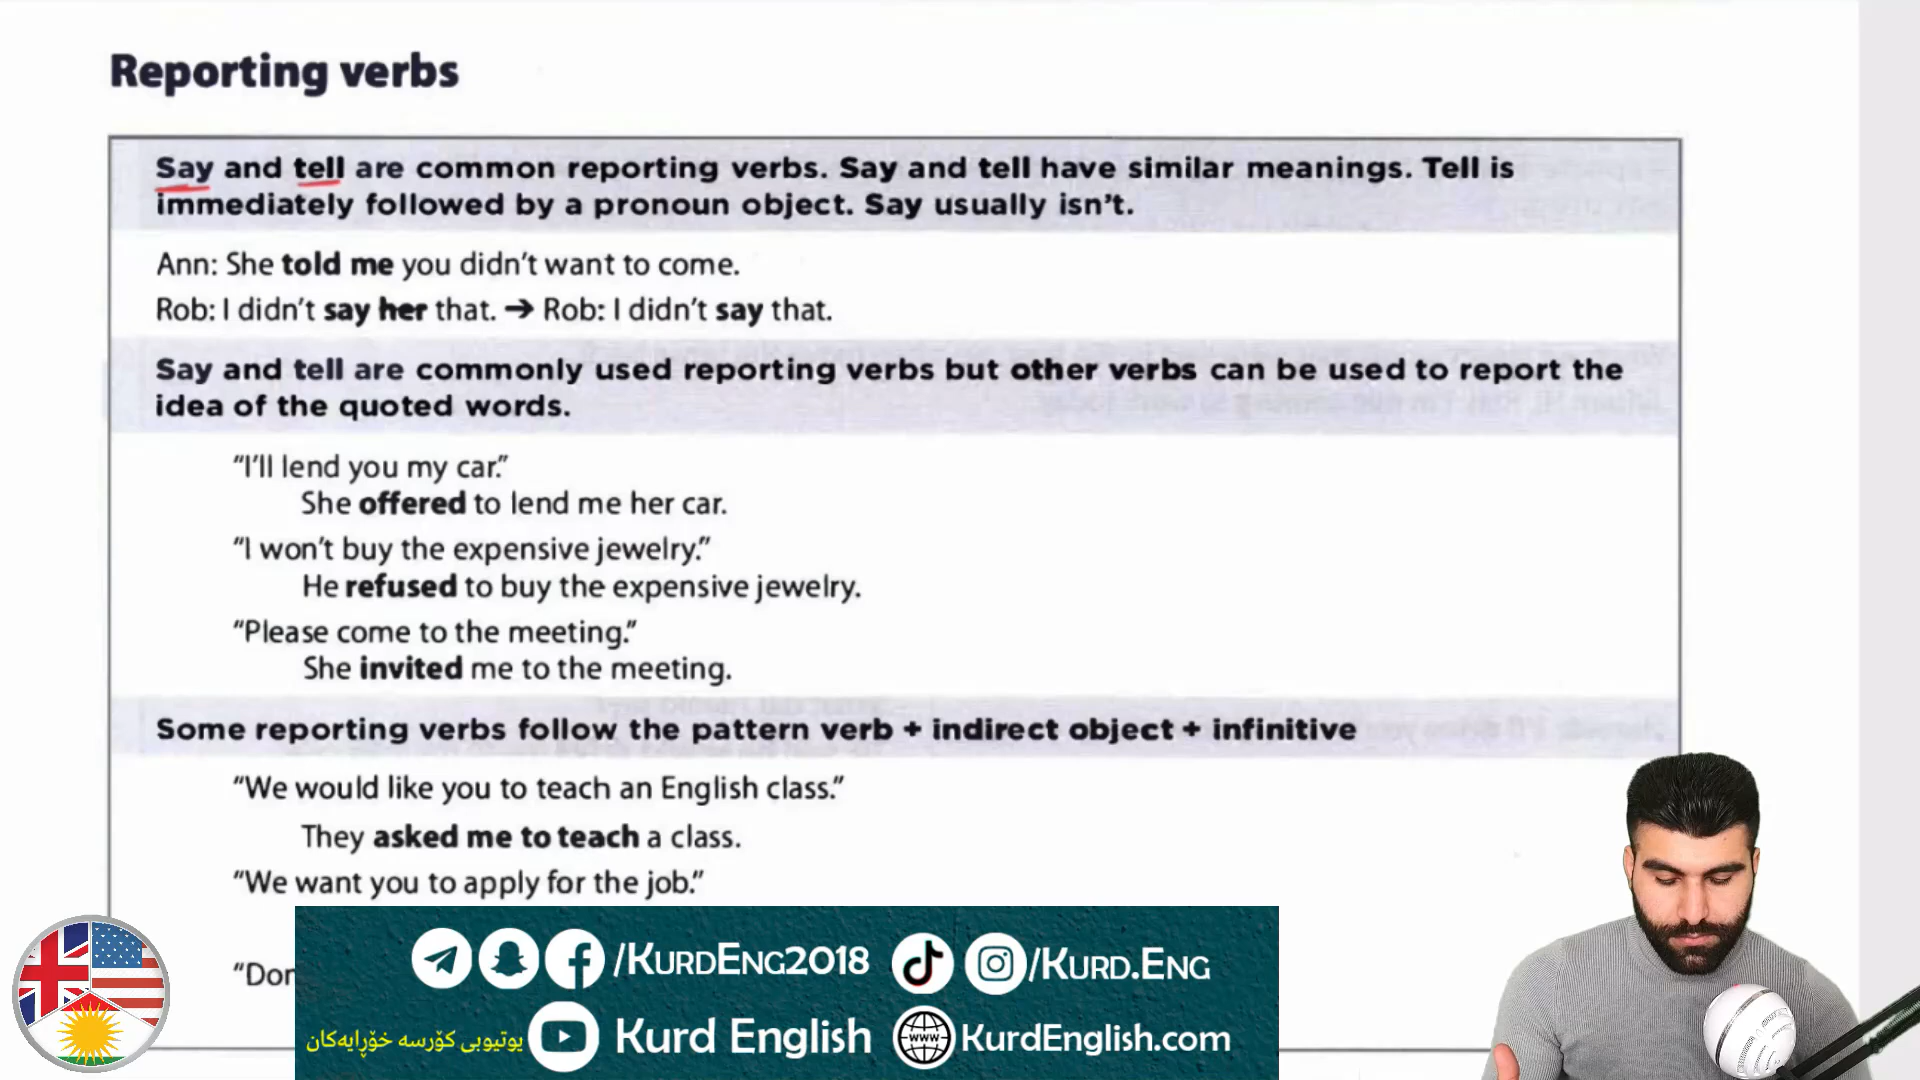 Reporting verbs
Say and tell are common reporting verbs. Say and tell have similar meanings. Tell is
immediately followed by a pronoun object. Say usually isn't.
Ann: She told me you didn't want to come.
Rob: I didn't say her that. → Rob: I didn't say that.
Say and tell are commonly used reporting verbs but other verbs can be used to report the
idea of the quoted words.
“I'll lend you my car.”
She offered to lend me her car.
“I won't buy the expensive jewelry.”
He refused to buy the expensive jewelry.
“Please come to the meeting.”
She invited me to the meeting.
Some reporting verbs follow the pattern verb + indirect object + infinitive
“We would like you to teach an English class.”
They asked me to teach a class.
“We want you to apply for the job.”
“Don
/KurdEng2018 /Kurd.Eng
یوتیوبی کۆرسە خۆڕایەکان Kurd English www KurdEnglish.com